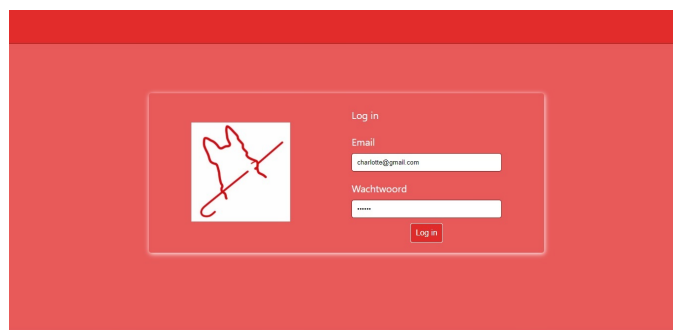 Log in
Email
charlotte@gmail.com
Wachtwoord
••••••
Log in